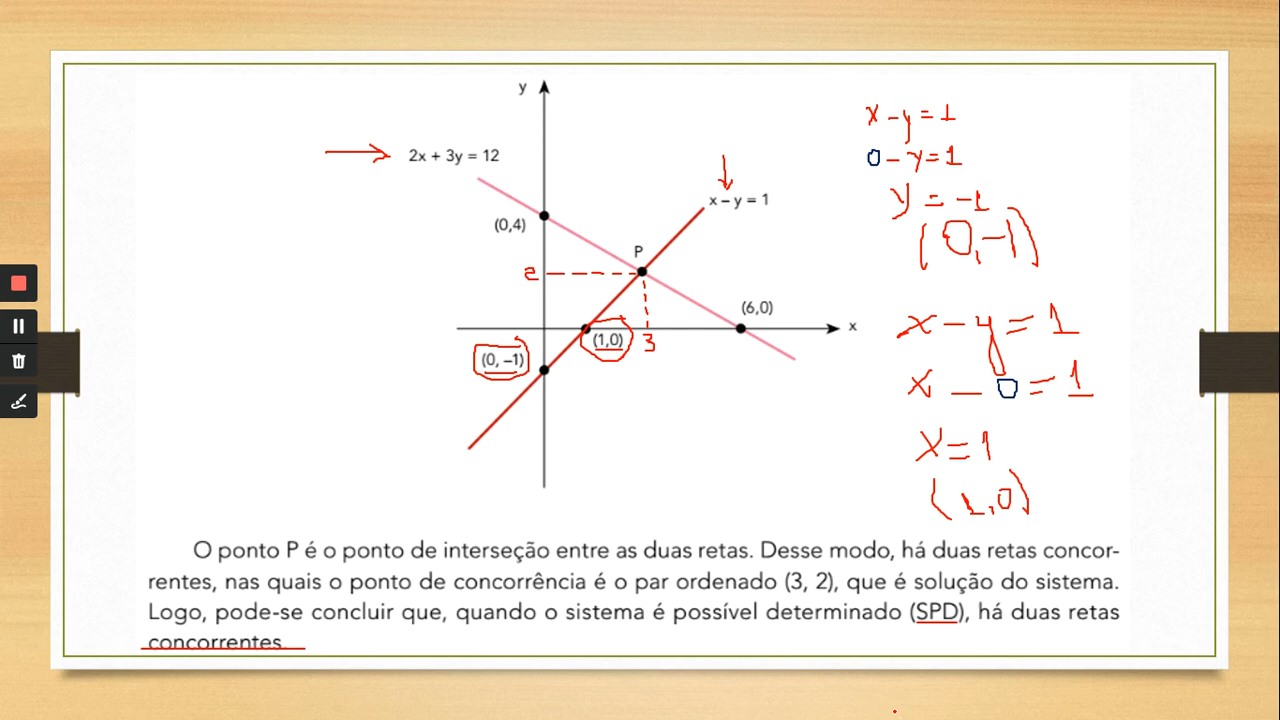 y
2x + 3y = 12
x – y = 1
(0,4)
P
2
(6,0)
x
(1,0)
3
(0, –1)
x - y = 1
0 - y = 1
y = -1
(0, -1)
x - y = 1
x - 0 = 1
x = 1
(1,0)
O ponto P é o ponto de interseção entre as duas retas. Desse modo, há duas retas concor-
rentes, nas quais o ponto de concorrência é o par ordenado (3, 2), que é solução do sistema.
Logo, pode-se concluir que, quando o sistema é possível determinado (SPD), há duas retas
concorrentes.